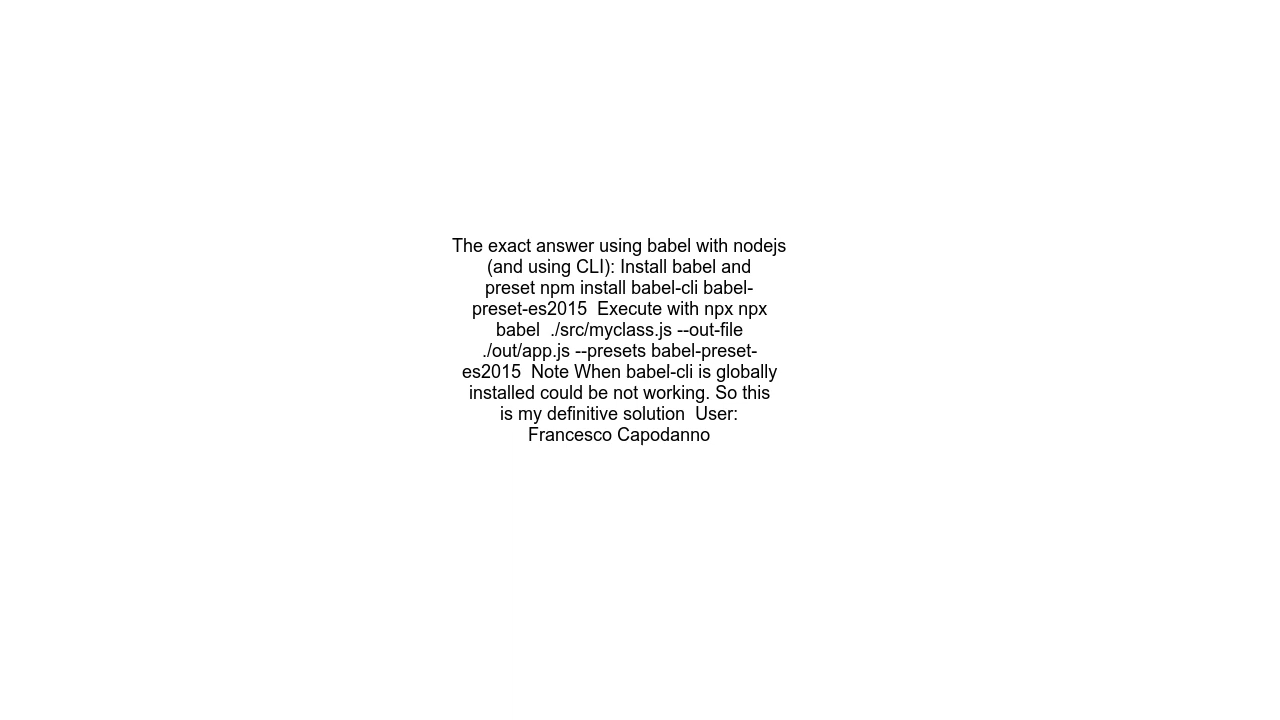 The exact answer using babel with nodejs
(and using CLI): Install babel and
preset npm install babel-cli babel-
preset-es2015  Execute with npx npx
babel  ./src/myclass.js --out-file
./out/app.js --presets babel-preset-
es2015  Note When babel-cli is globally
installed could be not working. So this
is my definitive solution  User:
Francesco Capodanno